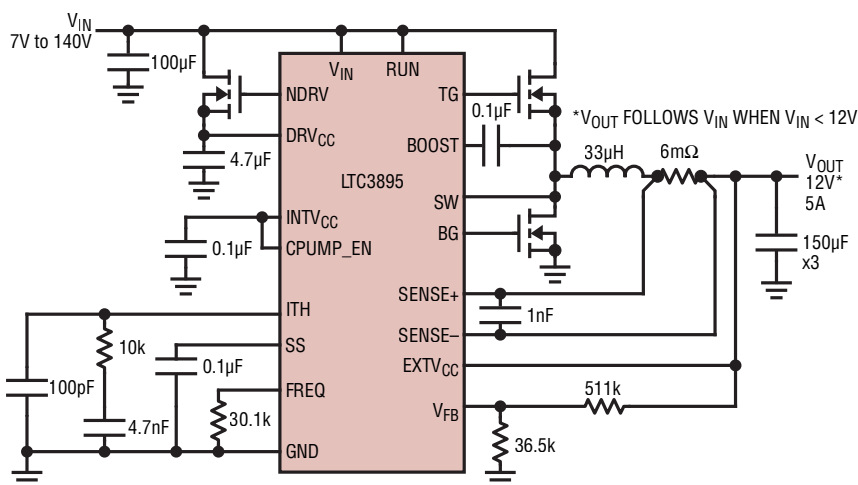 VIN
7V to 140V
100µF
VIN
RUN
NDRV
TG
0.1µF
*VOUT FOLLOWS VIN WHEN VIN < 12V
DRVCC
BOOST
4.7µF
33µH
6mΩ
VOUT
12V*
5A
LTC3895
SW
INTVCC
BG
0.1µF
CPUMP_EN
150µF
x3
SENSE+
1nF
ITH
SENSE–
10k
SS
0.1µF
EXTVCC
100pF
FREQ
511k
4.7nF
30.1k
VFB
36.5k
GND